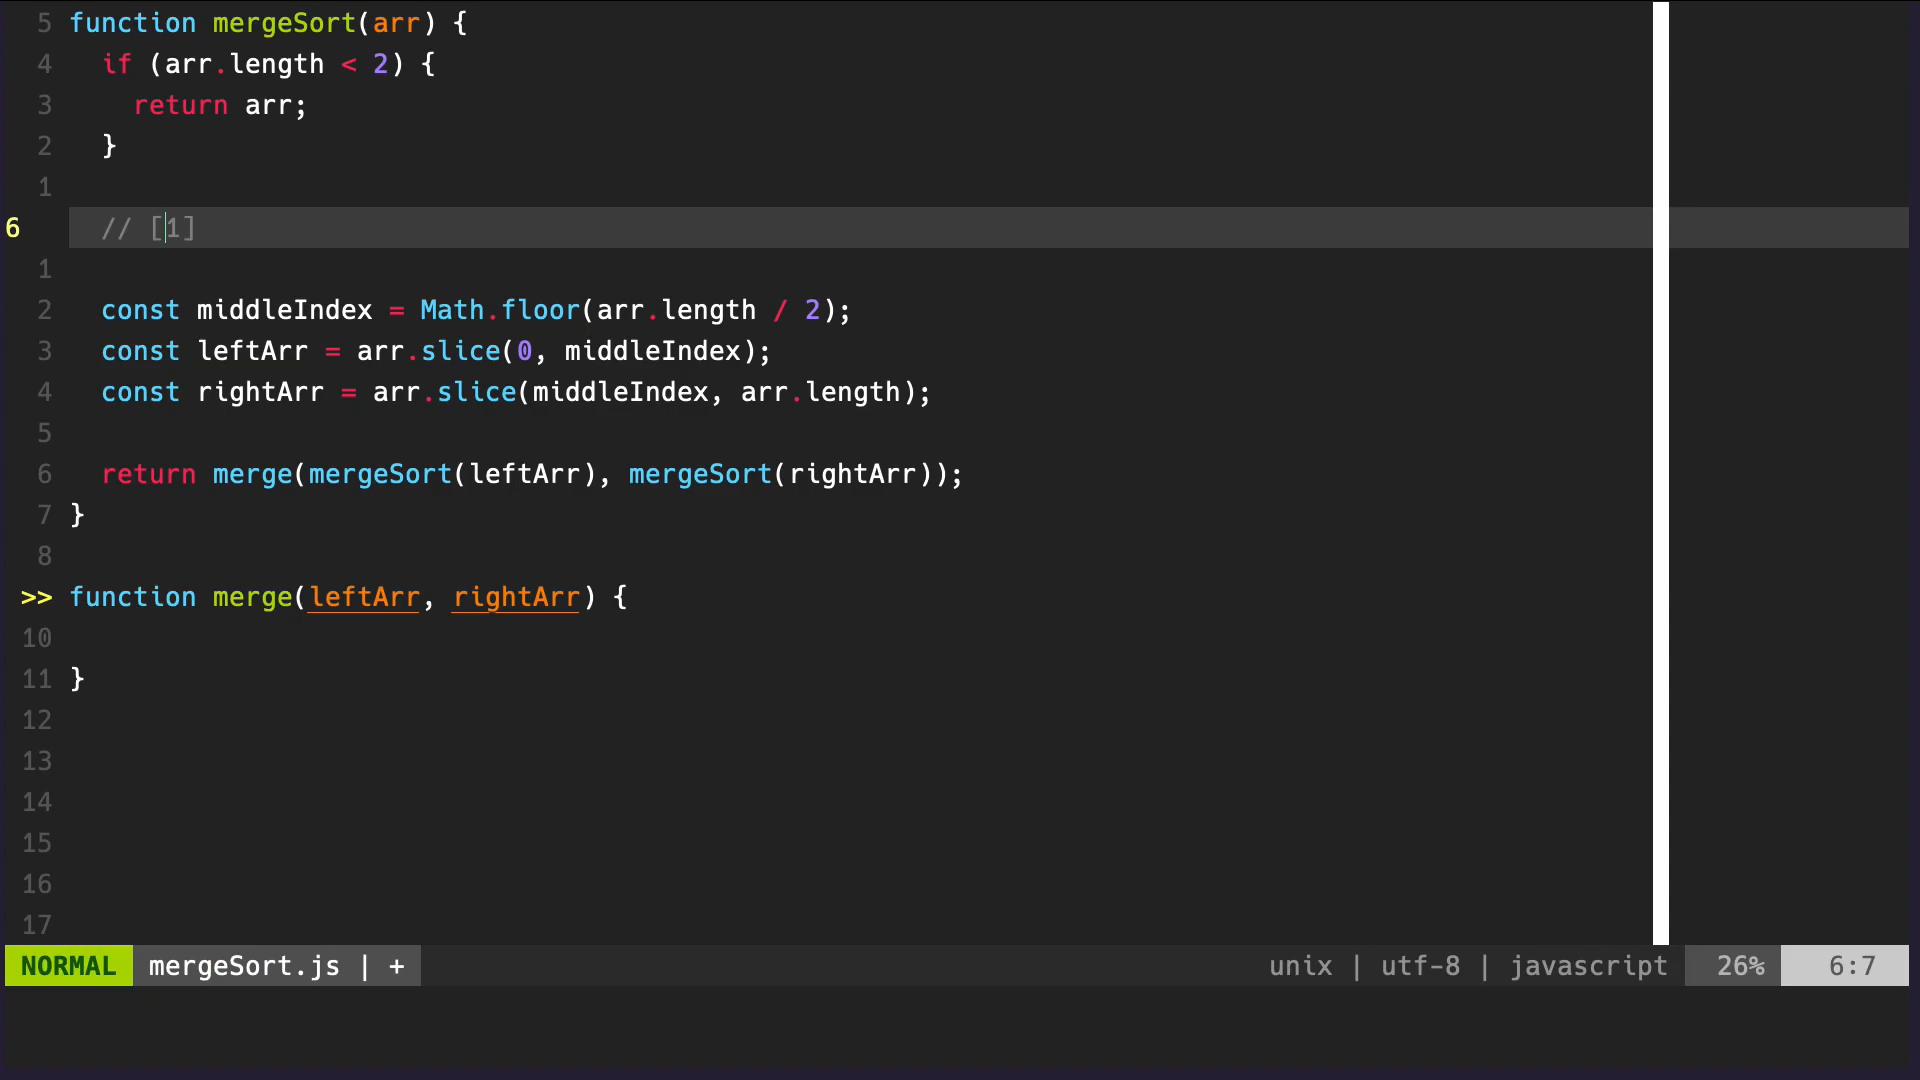 5 function mergeSort(arr) {
4   if (arr.length < 2) {
3     return arr;
2   }
1
6   // [1]
1
2   const middleIndex = Math.floor(arr.length / 2);
3   const leftArr = arr.slice(0, middleIndex);
4   const rightArr = arr.slice(middleIndex, arr.length);
5
6   return merge(mergeSort(leftArr), mergeSort(rightArr));
7 }
8
>> function merge(leftArr, rightArr) {
10
11 }
12
13
14
15
16
17
NORMAL mergeSort.js | + unix | utf-8 | javascript 26% 6:7